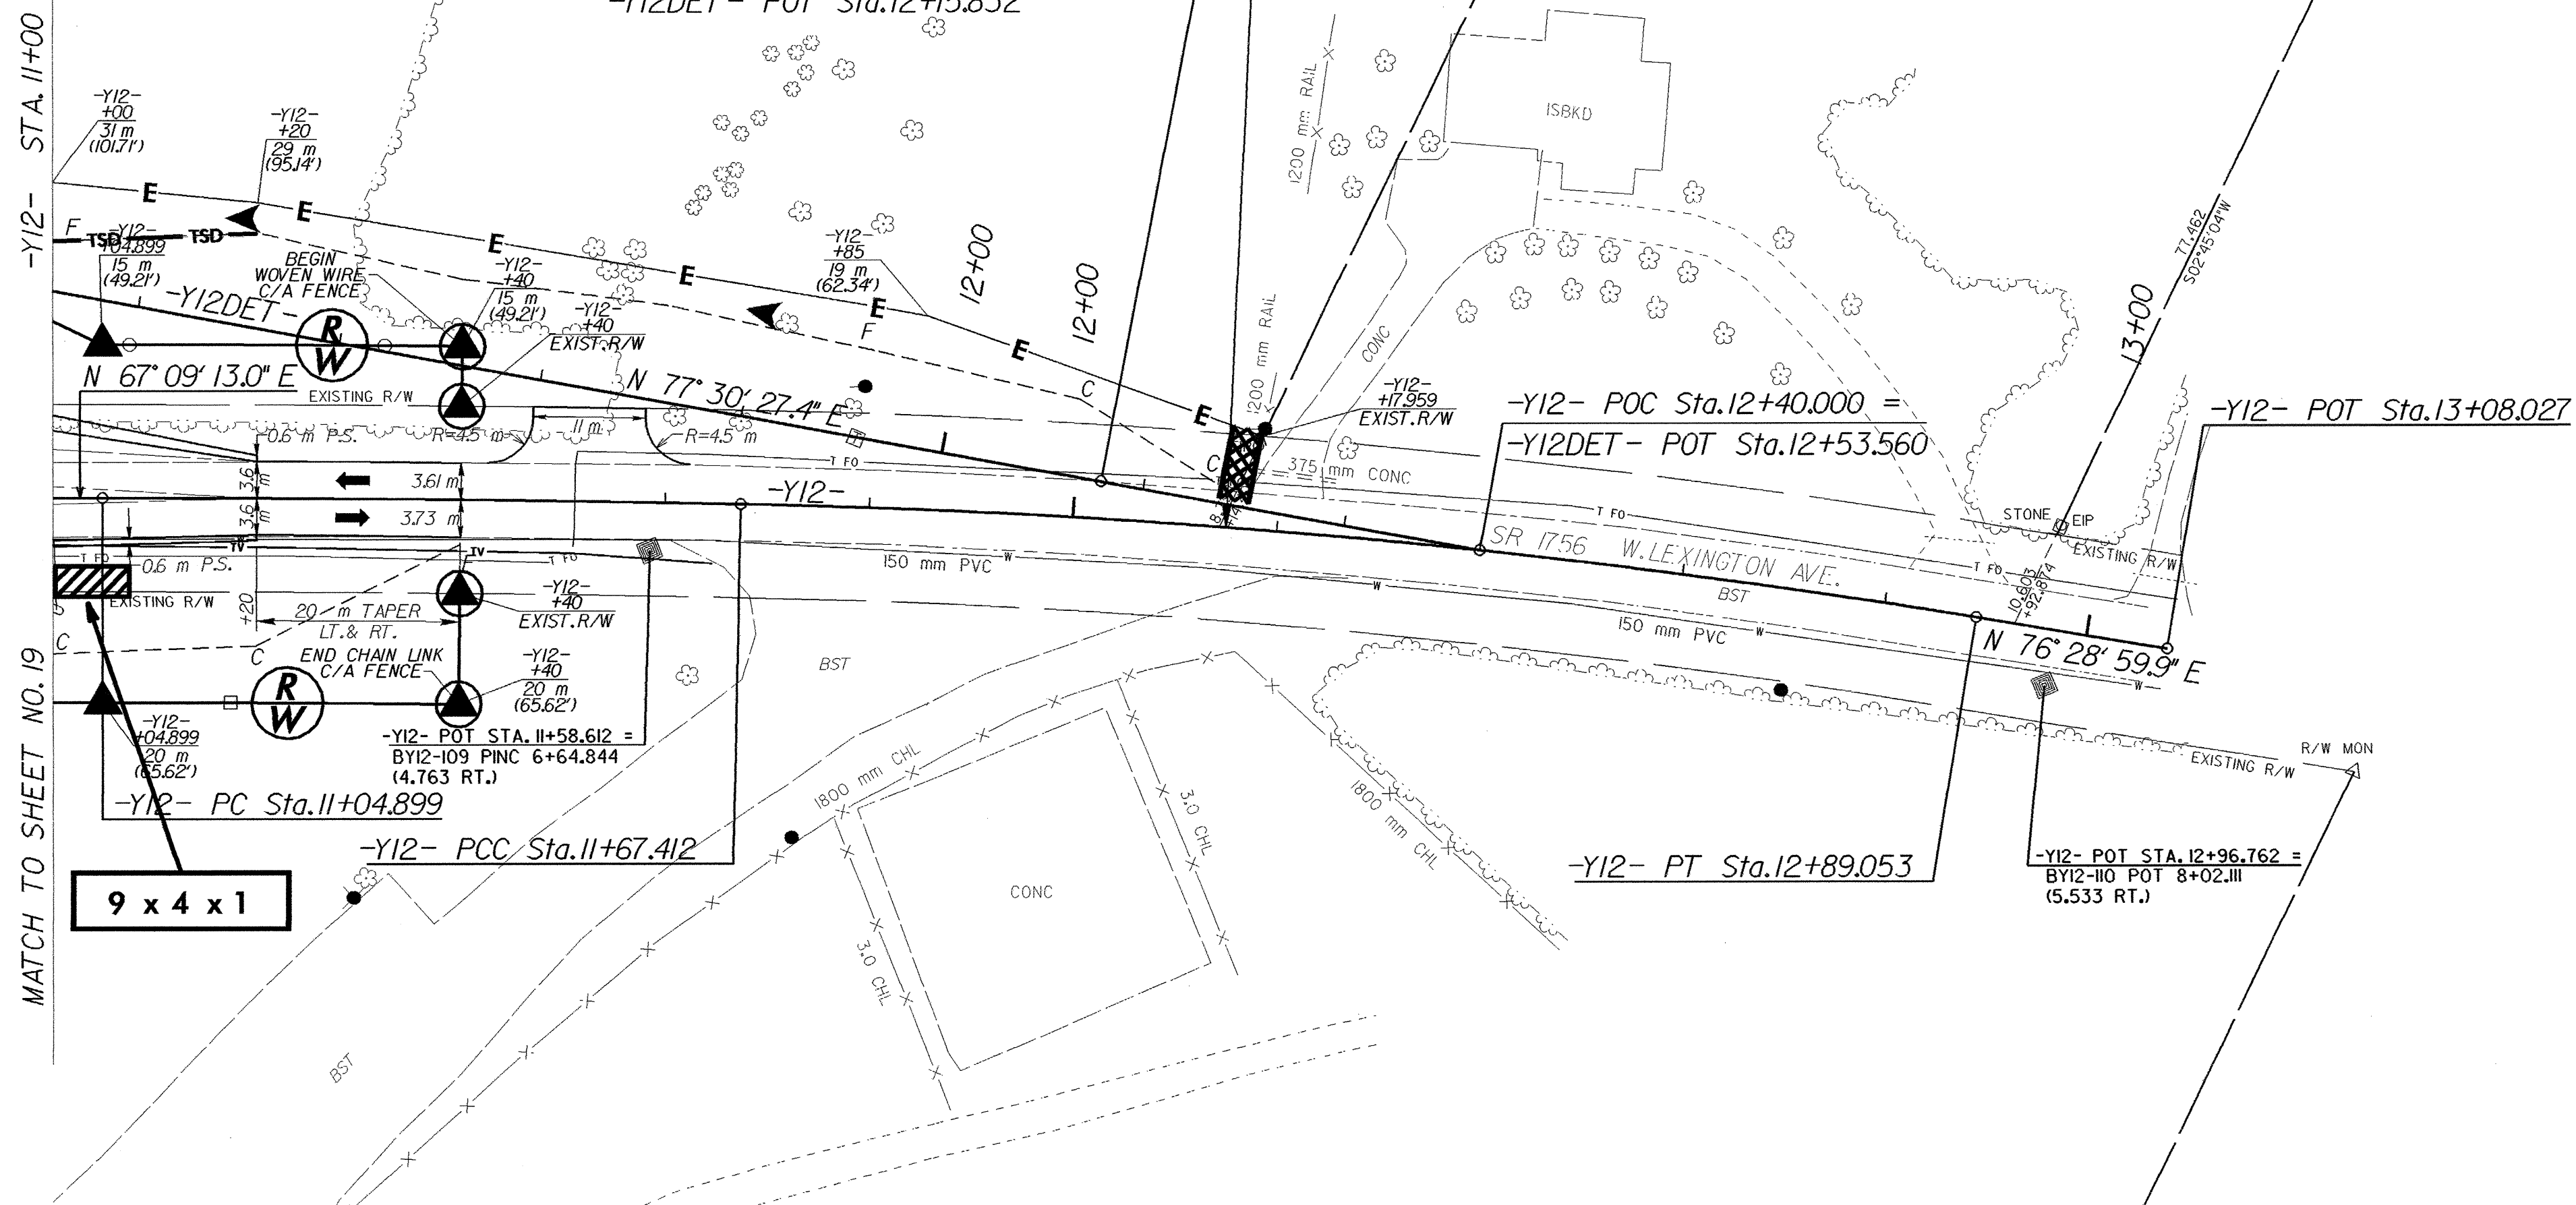 -Y12DET- POT Sta.12+15.852
-Y12- STA.11+00
MATCH TO SHEET NO.19
-Y12-
+00
31 m
(101.71')
-Y12-
+20
29 m
(95.14')
E
E
E
E
E
E
E
F
TSD
TSD
-Y12-
+04.899
15 m
(49.21')
BEGIN
WOVEN WIRE
C/A FENCE
-Y12-
+40
15 m
(49.21')
-Y12-
+40
EXIST.R/W
-Y12-
+85
19 m
(62.34')
F
12+00
12+00
C
C
1200 mm RAIL
1200 mm RAIL
ISBKD
CONC
77.462
S02°45'04"W
13+00
-Y12DET-
R
W
N 67°09'13.0" E
EXISTING R/W
N 77°30'27.4" E
-Y12-
+17.959
EXIST.R/W
-Y12- POC Sta.12+40.000 =
-Y12DET- POT Sta.12+53.560
-Y12- POT Sta.13+08.027
0.6 m P.S.
R=4.5 m
11 m
R=4.5 m
T FO
375 mm CONC
3.6 m
3.61 m
-Y12-
3.6 m
3.73 m
T FO
STONE
EIP
EXISTING R/W
SR 1756 W.LEXINGTON AVE.
T FO
TV
TV
T FO
T FO
0.6 m P.S.
150 mm PVC
W
W
W
W
BST
10.603
+92.874
150 mm PVC
N 76°28'59.9" E
EXISTING R/W
+20
20 m TAPER
LT.& RT.
-Y12-
+40
EXIST.R/W
C
C
END CHAIN LINK
C/A FENCE
-Y12-
+40
20 m
(65.62')
BST
R
W
-Y12-
+04.899
20 m
(65.62')
-Y12- POT STA.11+58.612 =
BY12-109 PINC 6+64.844
(4.763 RT.)
-Y12- PC Sta.11+04.899
-Y12- PCC Sta.11+67.412
1800 mm CHL
3.0 CHL
1800 mm CHL
R/W MON
EXISTING R/W
-Y12- PT Sta.12+89.053
-Y12- POT STA.12+96.762 =
BY12-110 POT 8+02.111
(5.533 RT.)
9 x 4 x 1
CONC
3.0 CHL
BST